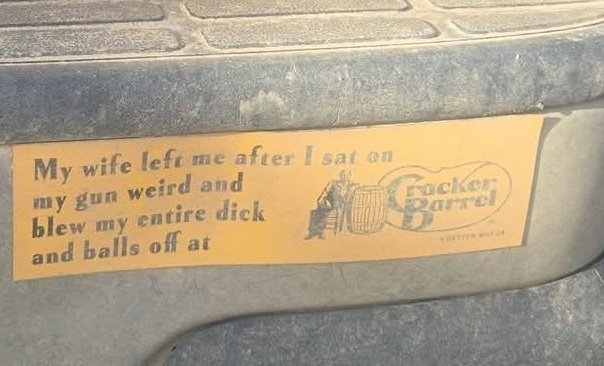 My wife left me after I sat on
my gun weird and
blew my entire dick
and balls off at
Cracker
Barrel